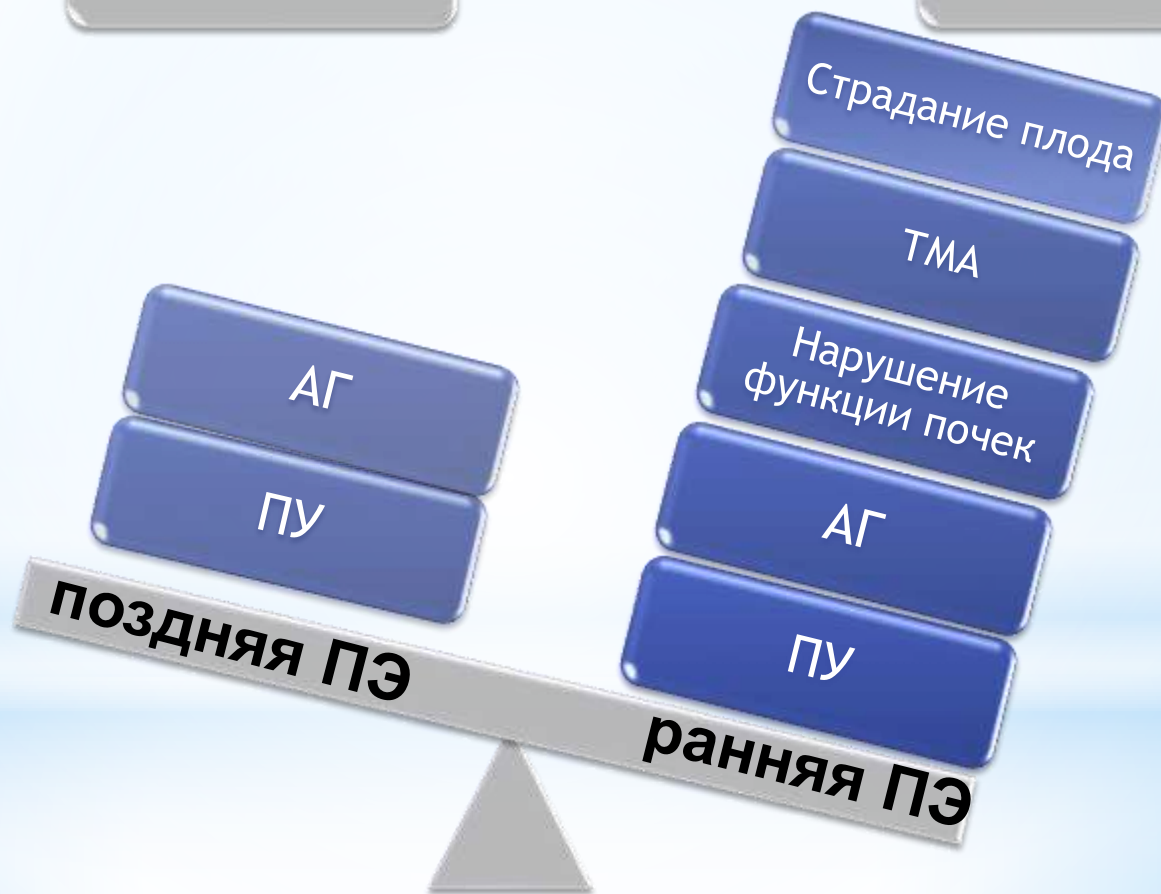 АГ
ПУ
поздняя ПЭ
Страдание плода
ТМА
Нарушение
функции почек
АГ
ПУ
ранняя ПЭ